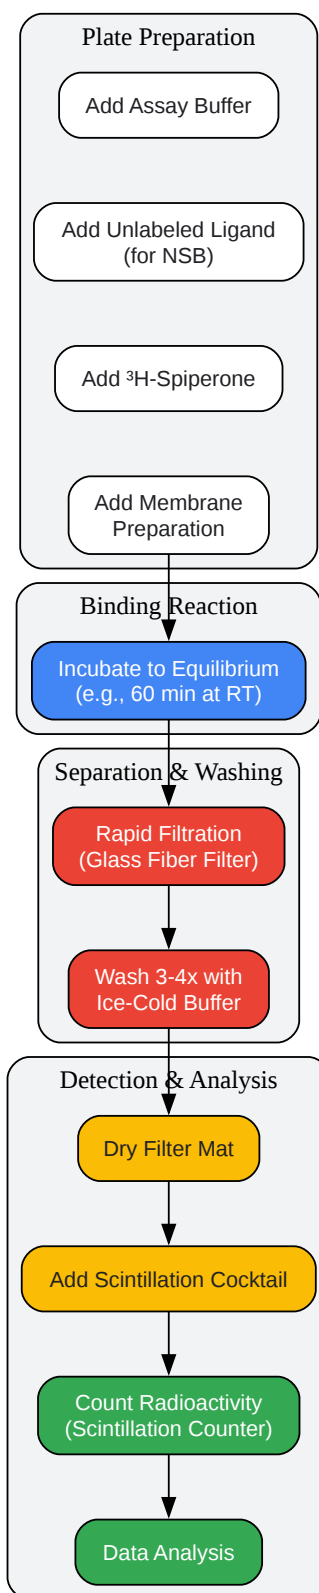 Plate Preparation
Add Assay Buffer
Add Unlabeled Ligand
(for NSB)
Add ³H-Spiperone
Add Membrane
Preparation
Binding Reaction
Incubate to Equilibrium
(e.g., 60 min at RT)
Separation & Washing
Rapid Filtration
(Glass Fiber Filter)
Wash 3-4x with
Ice-Cold Buffer
Detection & Analysis
Dry Filter Mat
Add Scintillation Cocktail
Count Radioactivity
(Scintillation Counter)
Data Analysis